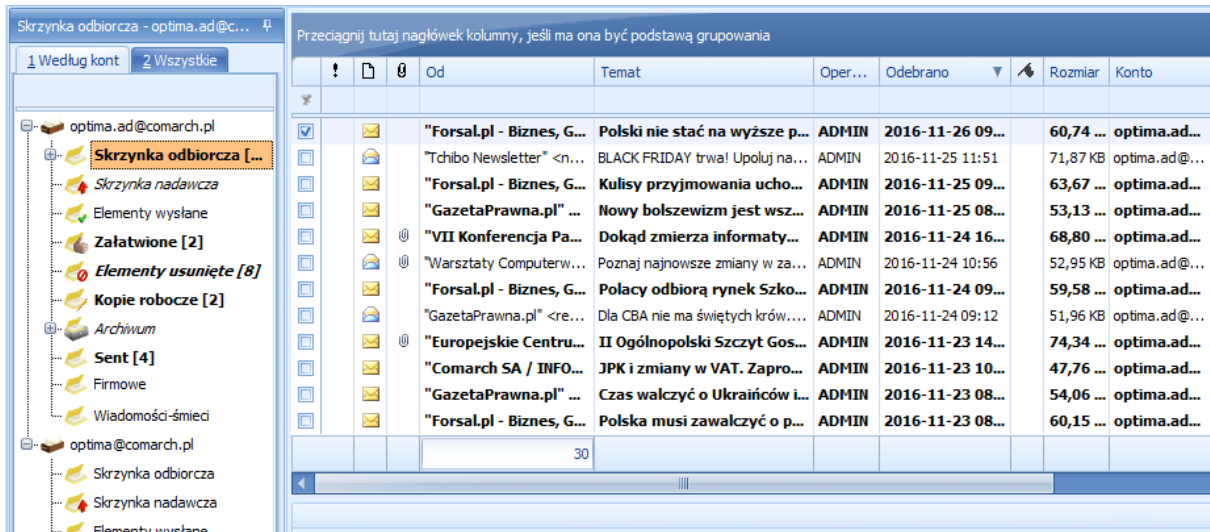 Skrzynka odbiorcza - optima.ad@c...
1 Według kont 2 Wszystkie
optima.ad@comarch.pl
Skrzynka odbiorcza [...
Skrzynka nadawcza
Elementy wysłane
Załatwione [2]
Elementy usunięte [8]
Kopie robocze [2]
Archiwum
Sent [4]
Firmowe
Wiadomości-śmieci
optima@comarch.pl
Skrzynka odbiorcza
Skrzynka nadawcza
Elementy wysłane
Przeciągnij tutaj nagłówek kolumny, jeśli ma ona być podstawą grupowania
! Od Temat Oper... Odebrano Rozmiar Konto
"Forsal.pl - Biznes, G... Polski nie stać na wyższe p... ADMIN 2016-11-26 09... 60,74 ... optima.ad...
"Tchibo Newsletter" <n... BLACK FRIDAY trwa! Upoluj na... ADMIN 2016-11-25 11:51 71,87 KB optima.ad@...
"Forsal.pl - Biznes, G... Kulisy przyjmowania ucho... ADMIN 2016-11-25 09... 63,67 ... optima.ad...
"GazetaPrawna.pl" ... Nowy bolszewizm jest wsz... ADMIN 2016-11-25 08... 53,13 ... optima.ad...
"VII Konferencja Pa... Dokąd zmierza informaty... ADMIN 2016-11-24 16... 68,80 ... optima.ad...
"Warsztaty Computerw... Poznaj najnowsze zmiany w za... ADMIN 2016-11-24 10:56 52,95 KB optima.ad@...
"Forsal.pl - Biznes, G... Polacy odbiorą rynek Szko... ADMIN 2016-11-24 09... 59,58 ... optima.ad...
"GazetaPrawna.pl" <re... Dla CBA nie ma świętych krów.... ADMIN 2016-11-24 09:12 51,96 KB optima.ad@...
"Europejskie Centru... II Ogólnopolski Szczyt Gos... ADMIN 2016-11-23 14... 74,34 ... optima.ad...
"Comarch SA / INFO... JPK i zmiany w VAT. Zapro... ADMIN 2016-11-23 10... 47,76 ... optima.ad...
"GazetaPrawna.pl" ... Czas walczyć o Ukraińców i... ADMIN 2016-11-23 08... 54,06 ... optima.ad...
"Forsal.pl - Biznes, G... Polska musi zawalczyć o p... ADMIN 2016-11-23 08... 60,15 ... optima.ad...
30